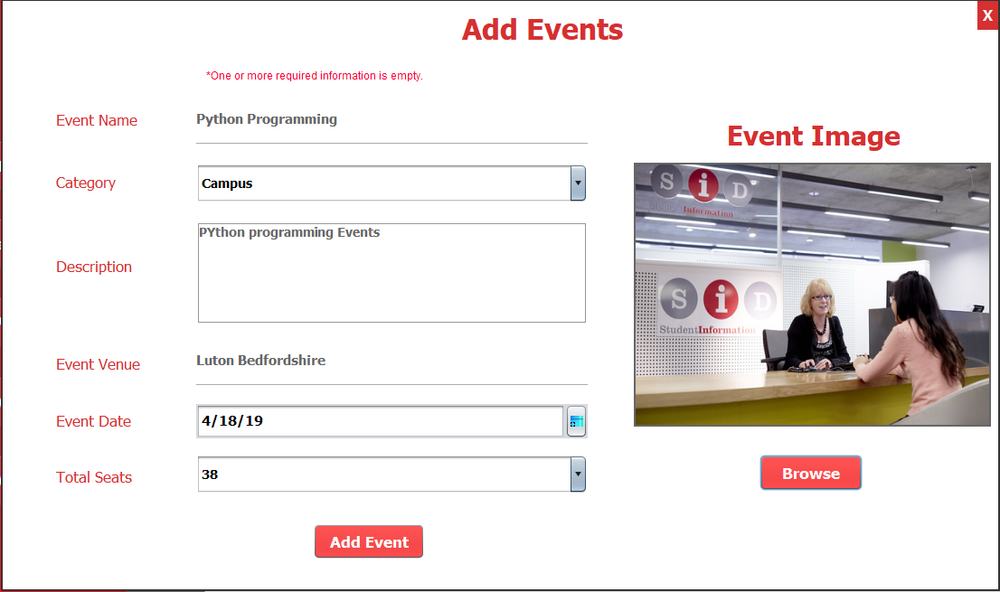 Add Events
X
*One or more required information is empty.
Event Name
Python Programming
Category
Campus
Description
PYthon programming Events
Event Venue
Luton Bedfordshire
Event Date
4/18/19
Total Seats
38
Add Event
Event Image
SiD
Student Information
SiD
StudentInformation
Browse